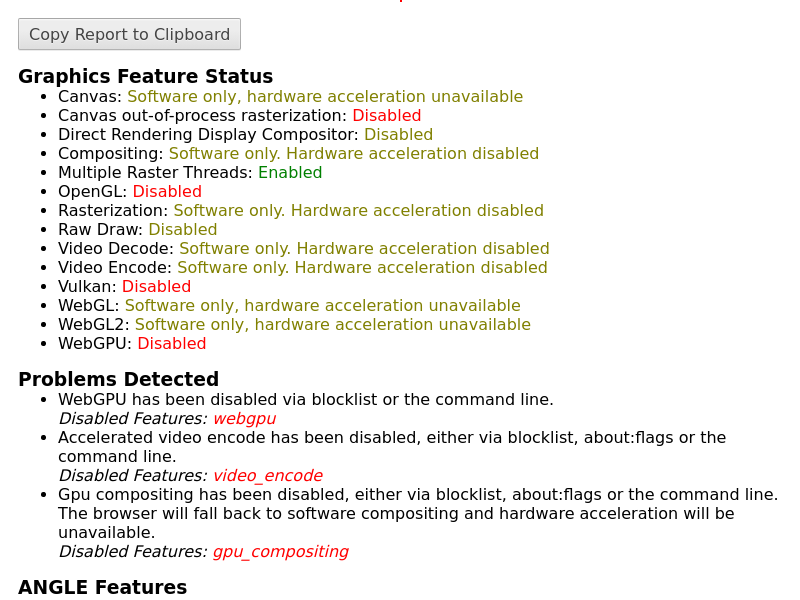 Copy Report to Clipboard
Graphics Feature Status
Canvas: Software only, hardware acceleration unavailable
Canvas out-of-process rasterization: Disabled
Direct Rendering Display Compositor: Disabled
Compositing: Software only. Hardware acceleration disabled
Multiple Raster Threads: Enabled
OpenGL: Disabled
Rasterization: Software only. Hardware acceleration disabled
Raw Draw: Disabled
Video Decode: Software only. Hardware acceleration disabled
Video Encode: Software only. Hardware acceleration disabled
Vulkan: Disabled
WebGL: Software only, hardware acceleration unavailable
WebGL2: Software only, hardware acceleration unavailable
WebGPU: Disabled
Problems Detected
WebGPU has been disabled via blocklist or the command line.
Disabled Features: webgpu
Accelerated video encode has been disabled, either via blocklist, about:flags or the
command line.
Disabled Features: video_encode
Gpu compositing has been disabled, either via blocklist, about:flags or the command line.
The browser will fall back to software compositing and hardware acceleration will be
unavailable.
Disabled Features: gpu_compositing
ANGLE Features